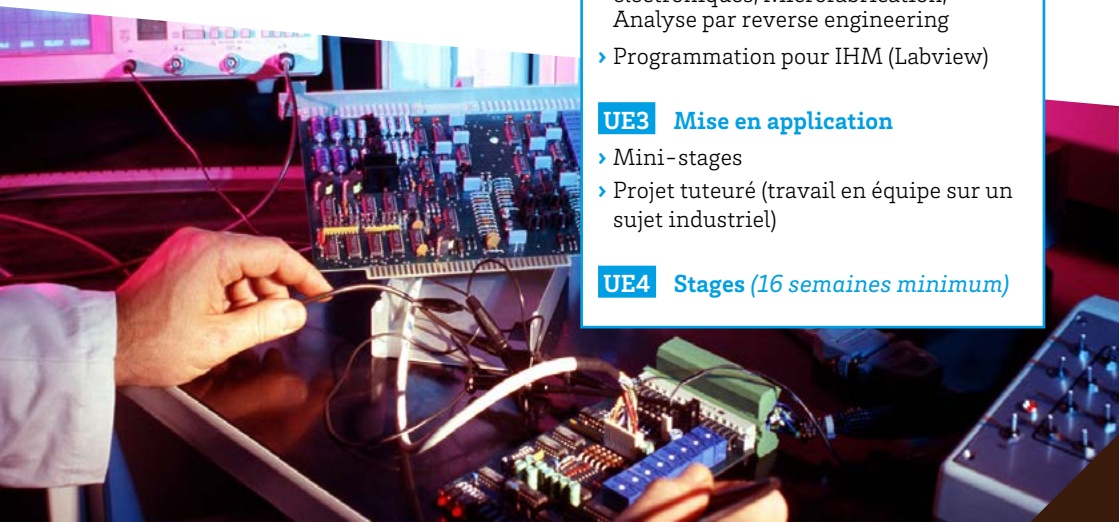 Analyse par reverse engineering
› Programmation pour IHM (Labview)
UE3 Mise en application
› Mini-stages
› Projet tuteuré (travail en équipe sur un
sujet industriel)
UE4 Stages (16 semaines minimum)